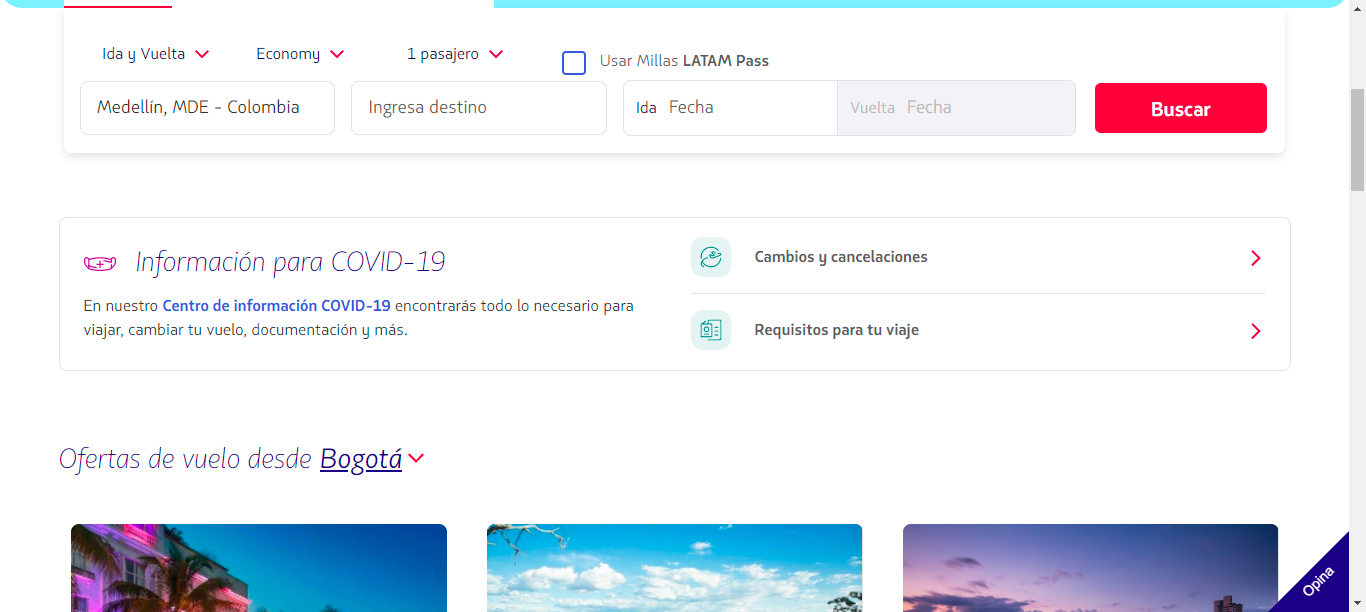 Ida y Vuelta Economy 1 pasajero Usar Millas LATAM Pass
Medellín, MDE - Colombia Ingresa destino Ida Fecha Vuelta Fecha Buscar
Información para COVID-19
En nuestro Centro de información COVID-19 encontrarás todo lo necesario para
viajar, cambiar tu vuelo, documentación y más.
Cambios y cancelaciones
Requisitos para tu viaje
Ofertas de vuelo desde Bogotá
Opina